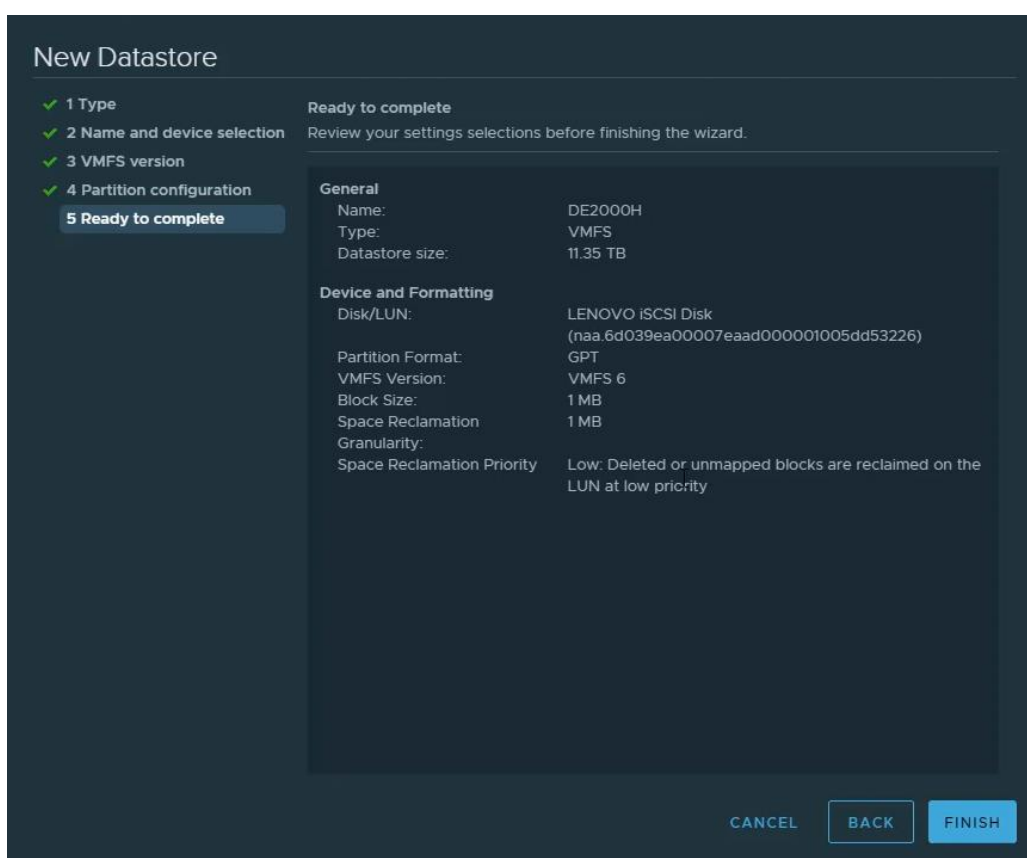 New Datastore
1 Type
2 Name and device selection
3 VMFS version
4 Partition configuration
5 Ready to complete
Ready to complete
Review your settings selections before finishing the wizard.
General
Name: DE2000H
Type: VMFS
Datastore size: 11.35 TB
Device and Formatting
Disk/LUN: LENOVO iSCSI Disk
(naa.6d039ea00007eaad000001005dd53226)
Partition Format: GPT
VMFS Version: VMFS 6
Block Size: 1 MB
Space Reclamation 1 MB
Granularity:
Space Reclamation Priority Low: Deleted or unmapped blocks are reclaimed on the
LUN at low priority
CANCEL BACK FINISH